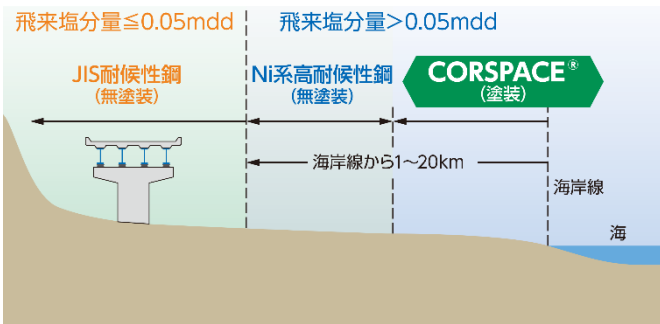 飛来塩分量≦0.05mdd
飛来塩分量＞0.05mdd
JIS耐候性鋼
（無塗装）
Ni系高耐候性鋼
（無塗装）
CORSPACE®
（塗装）
海岸線から1〜20km
海岸線
海